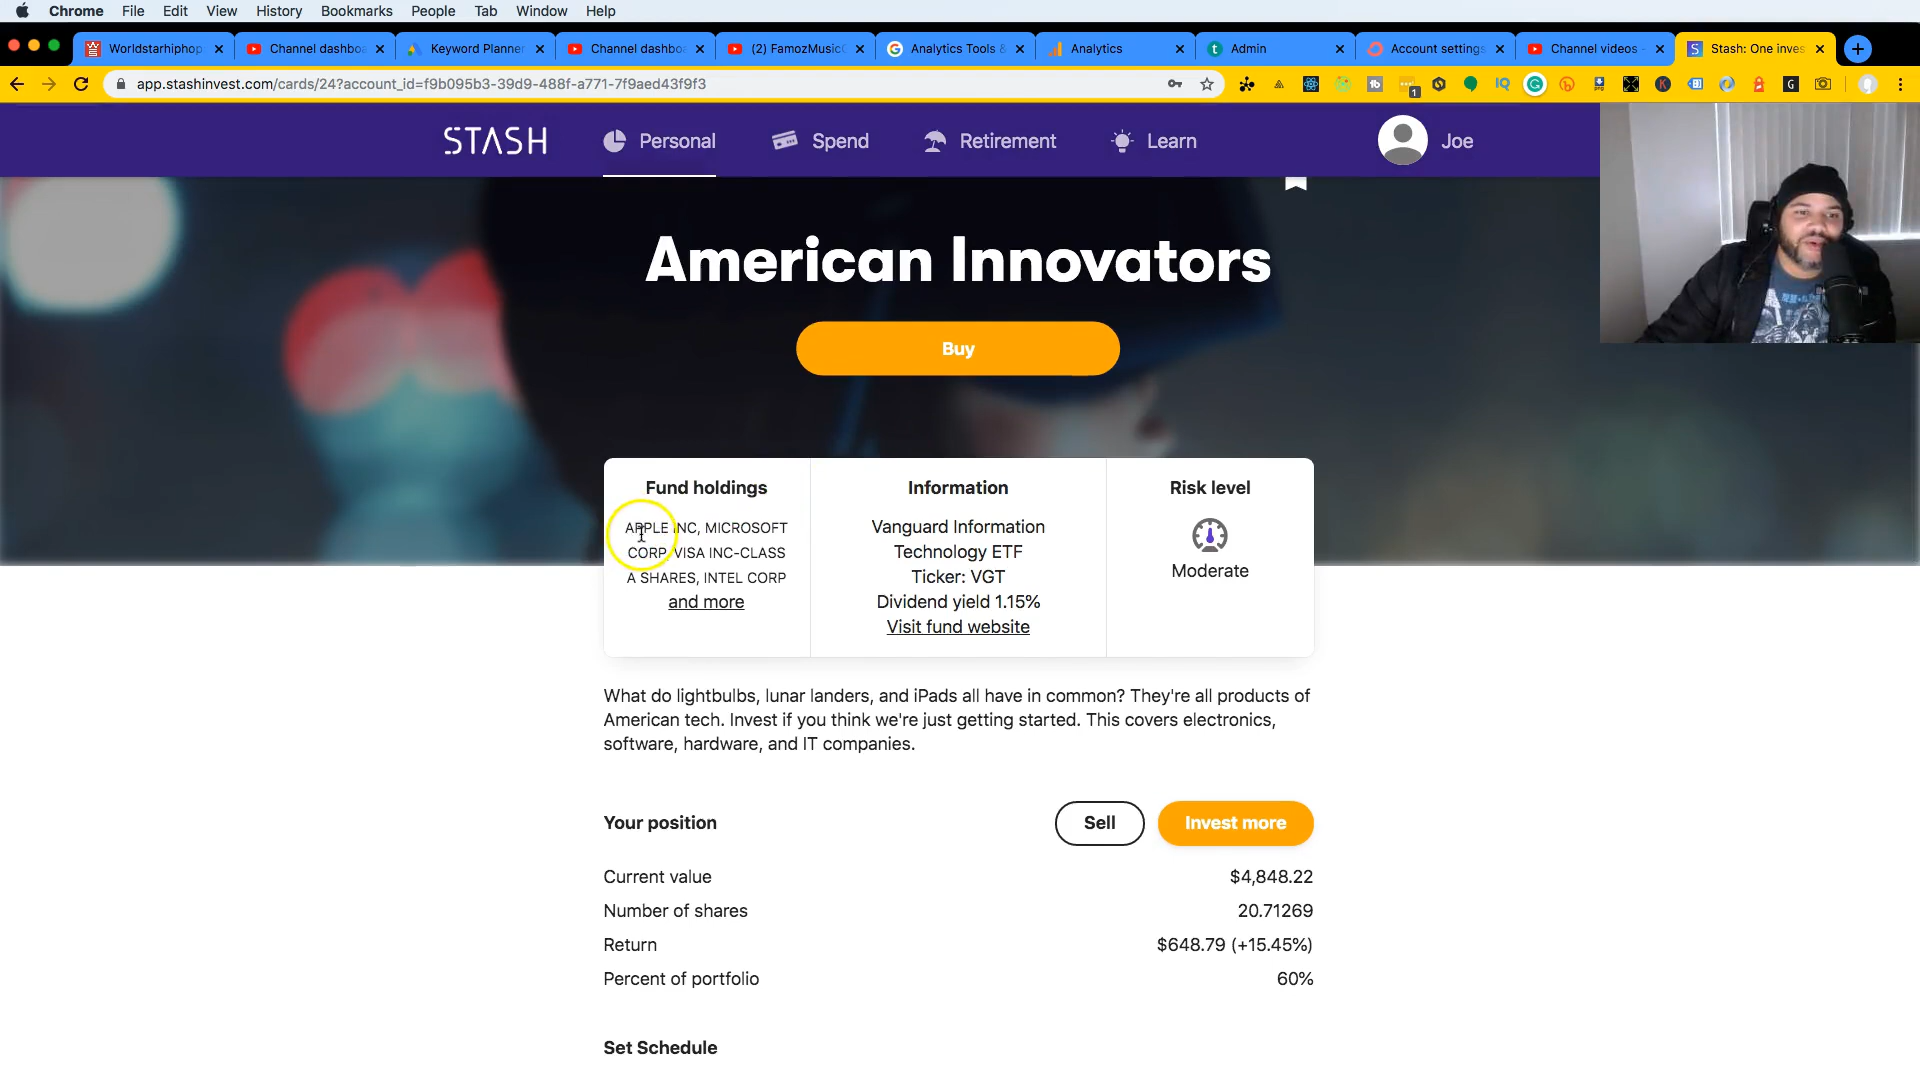 Chrome File Edit View History Bookmarks People Tab Window Help
Worldstarhiphop Channel dashboa Keyword Planner Channel dashboa (2) FamozMusic Analytics Tools & Analytics Admin Account settings Channel videos - Stash: One inves
app.stashinvest.com/cards/24?account_id=f9b095b3-39d9-488f-a771-7f9aed43f9f3
STASH Personal Spend Retirement Learn Joe
American Innovators
Buy
Fund holdings
APPLE INC, MICROSOFT
CORP, VISA INC-CLASS
A SHARES, INTEL CORP
and more
Information
Vanguard Information
Technology ETF
Ticker: VGT
Dividend yield 1.15%
Visit fund website
Risk level
Moderate
What do lightbulbs, lunar landers, and iPads all have in common? They're all products of
American tech. Invest if you think we're just getting started. This covers electronics,
software, hardware, and IT companies.
Your position Sell Invest more
Current value $4,848.22
Number of shares 20.71269
Return $648.79 (+15.45%)
Percent of portfolio 60%
Set Schedule